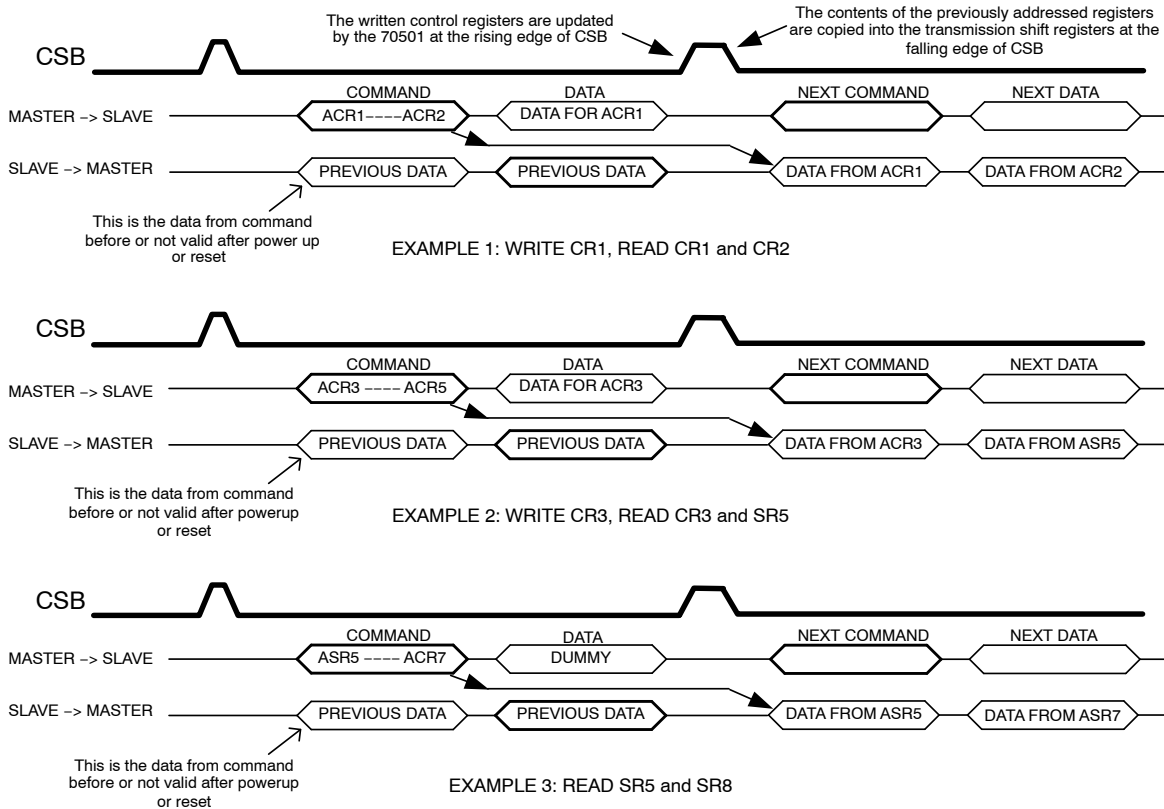 The written control registers are updated
by the 70501 at the rising edge of CSB
The contents of the previously addressed registers
are copied into the transmission shift registers at the
falling edge of CSB
CSB
COMMAND
DATA
NEXT COMMAND
NEXT DATA
MASTER −> SLAVE
ACR1−−−−ACR2
DATA FOR ACR1
SLAVE −> MASTER
PREVIOUS DATA
PREVIOUS DATA
DATA FROM ACR1
DATA FROM ACR2
This is the data from command
before or not valid after power up
or reset
EXAMPLE 1: WRITE CR1, READ CR1 and CR2
CSB
COMMAND
DATA
NEXT COMMAND
NEXT DATA
MASTER −> SLAVE
ACR3 −−−− ACR5
DATA FOR ACR3
SLAVE −> MASTER
PREVIOUS DATA
PREVIOUS DATA
DATA FROM ACR3
DATA FROM ASR5
This is the data from command
before or not valid after powerup
or reset
EXAMPLE 2: WRITE CR3, READ CR3 and SR5
CSB
COMMAND
DATA
NEXT COMMAND
NEXT DATA
MASTER −> SLAVE
ASR5 −−−− ACR7
DUMMY
SLAVE −> MASTER
PREVIOUS DATA
PREVIOUS DATA
DATA FROM ASR5
DATA FROM ASR7
This is the data from command
before or not valid after powerup
or reset
EXAMPLE 3: READ SR5 and SR8